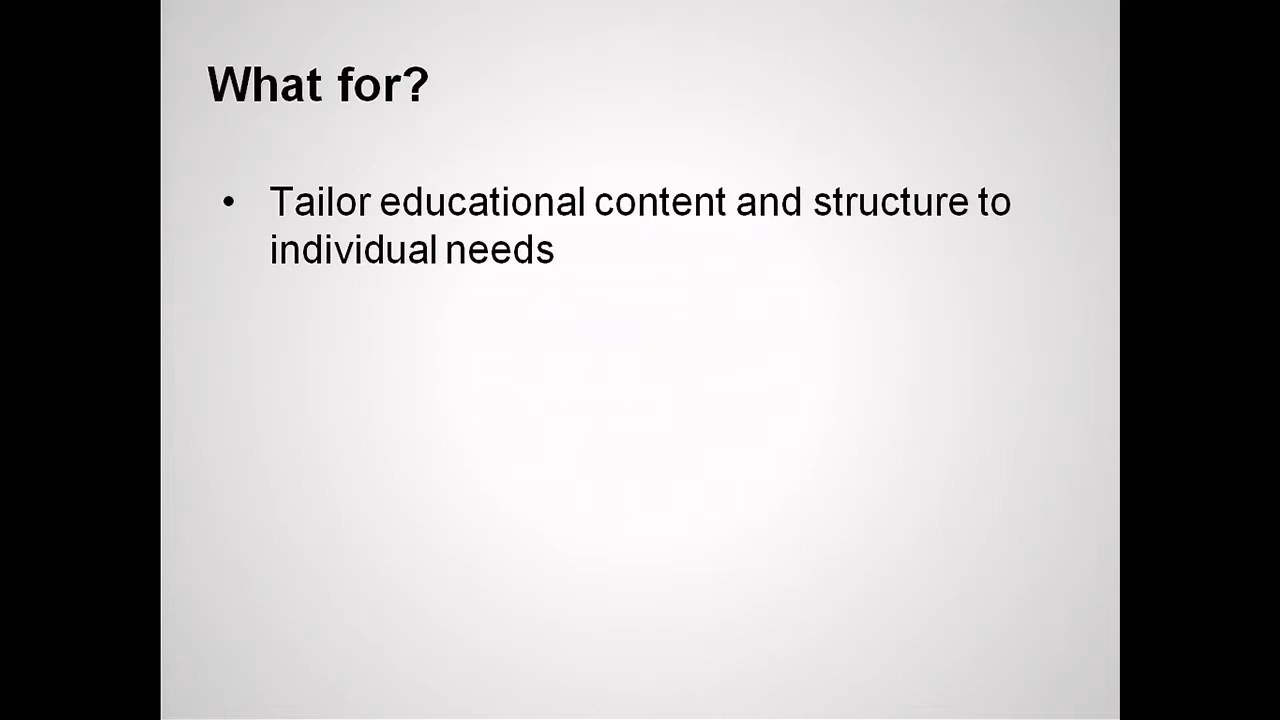 What for?
• Tailor educational content and structure to
individual needs